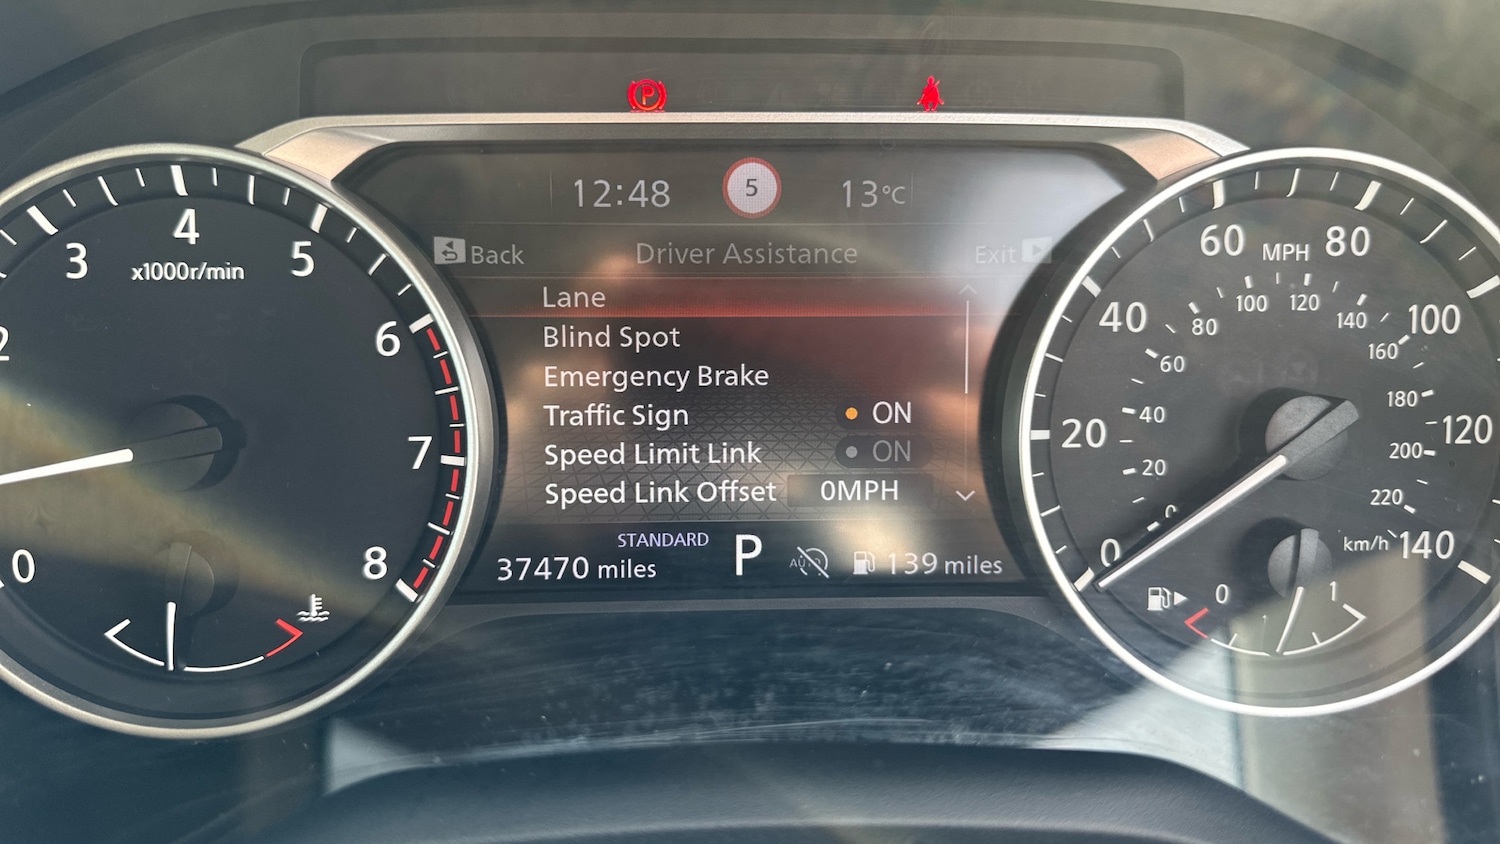 P
12:48 5 13°C
Back Driver Assistance Exit
Lane
Blind Spot
Emergency Brake
Traffic Sign ON
Speed Limit Link ON
Speed Link Offset 0MPH
STANDARD
37470 miles P AUTO 139 miles
0 2 3 4 5 6 7 8
x1000r/min
0 20 40 60 80 100 120 140
MPH
0 20 40 60 80 100 120 140 160 180 200 220
km/h
0 1